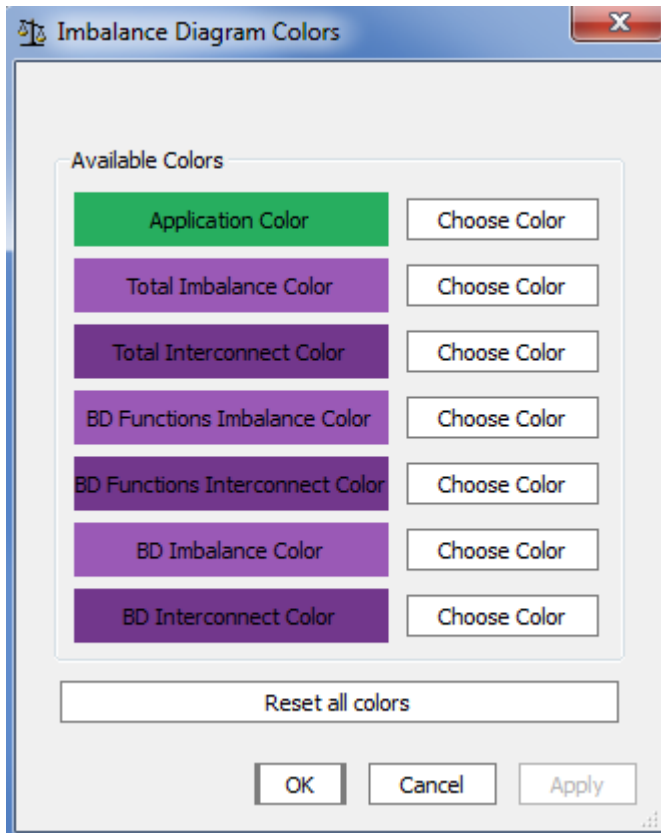 Imbalance Diagram Colors
Available Colors
Application Color Choose Color
Total Imbalance Color Choose Color
Total Interconnect Color Choose Color
BD Functions Imbalance Color Choose Color
BD Functions Interconnect Color Choose Color
BD Imbalance Color Choose Color
BD Interconnect Color Choose Color
Reset all colors
OK Cancel Apply